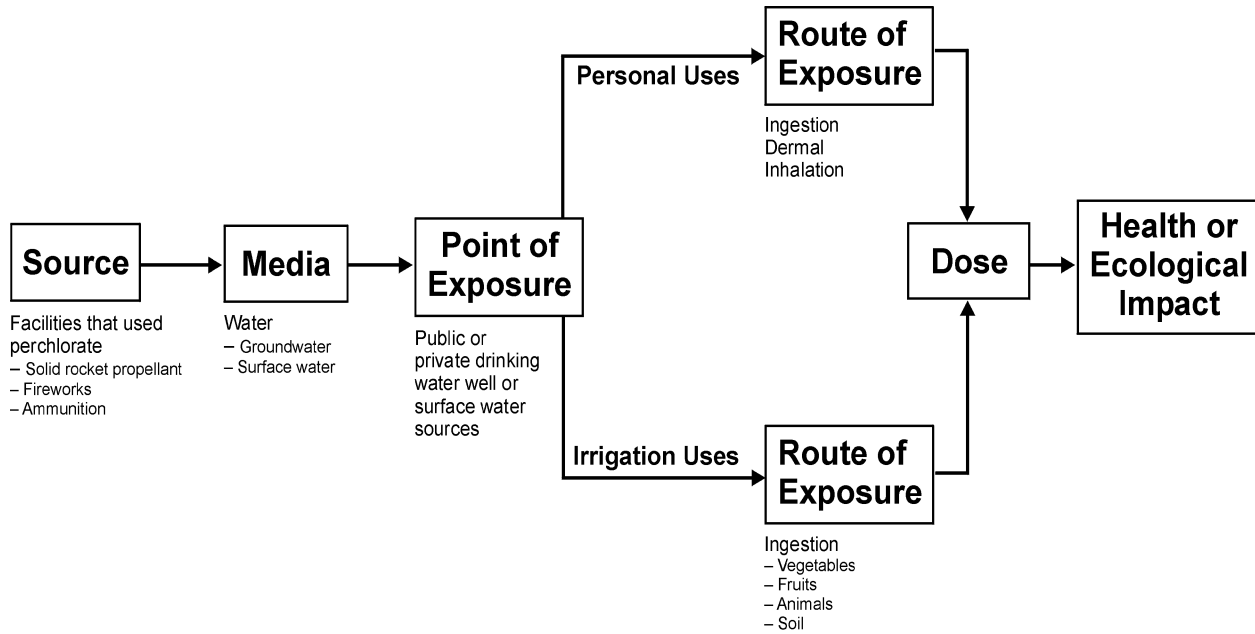 Source
Facilities that used
perchlorate
– Solid rocket propellant
– Fireworks
– Ammunition
Media
Water
– Groundwater
– Surface water
Point of
Exposure
Public or
private drinking
water well or
surface water
sources
Personal Uses
Route of
Exposure
Ingestion
Dermal
Inhalation
Irrigation Uses
Route of
Exposure
Ingestion
– Vegetables
– Fruits
– Animals
– Soil
Dose
Health or
Ecological
Impact